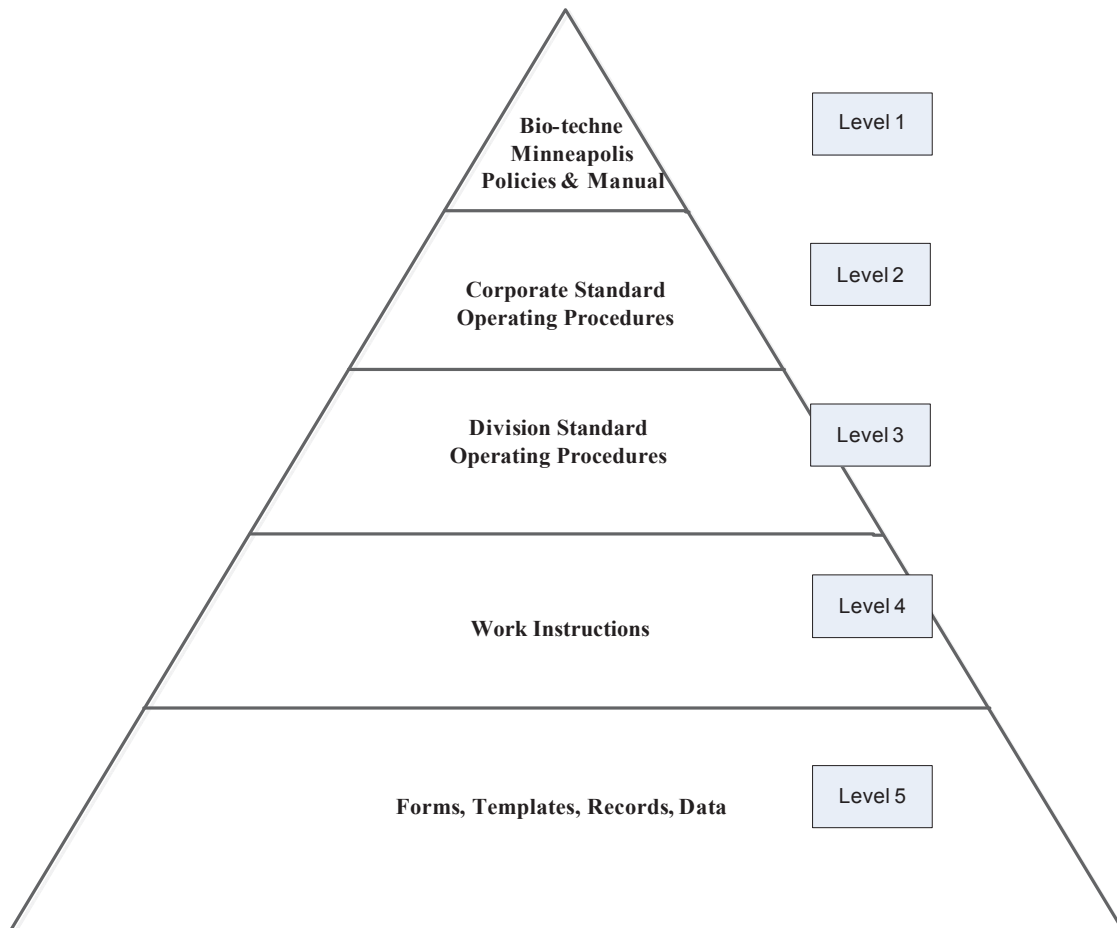 Bio-techne
Minneapolis
Policies & Manual
Level 1
Corporate Standard
Operating Procedures
Level 2
Division Standard
Operating Procedures
Level 3
Work Instructions
Level 4
Forms, Templates, Records, Data
Level 5